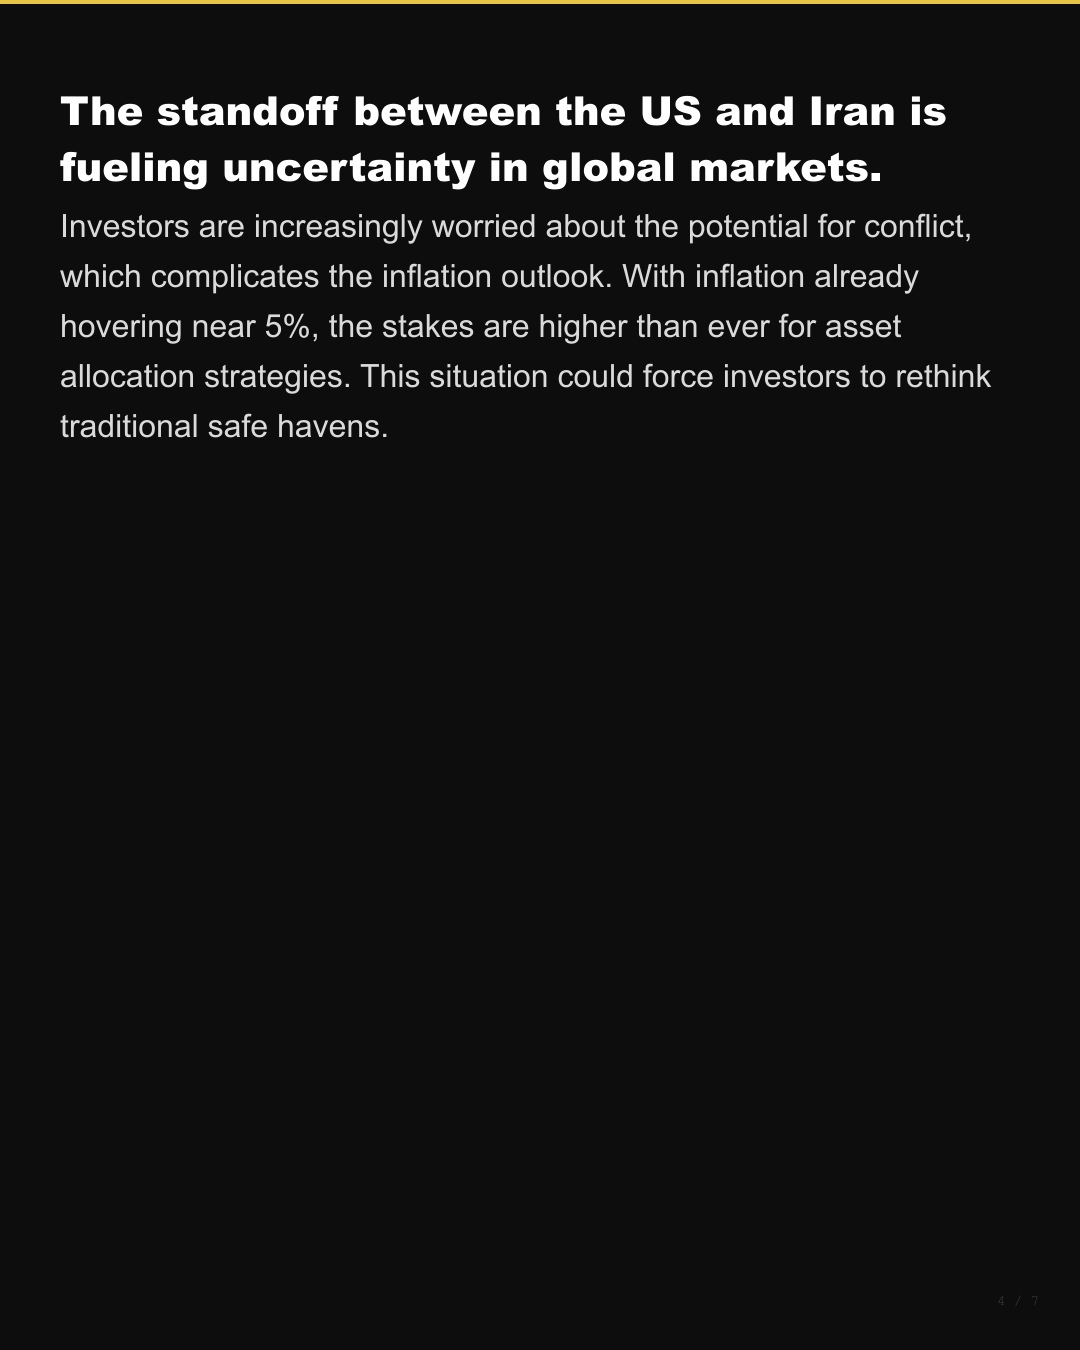 The standoff between the US and Iran is
fueling uncertainty in global markets.
Investors are increasingly worried about the potential for conflict,
which complicates the inflation outlook. With inflation already
hovering near 5%, the stakes are higher than ever for asset
allocation strategies. This situation could force investors to rethink
traditional safe havens.
4 / 7